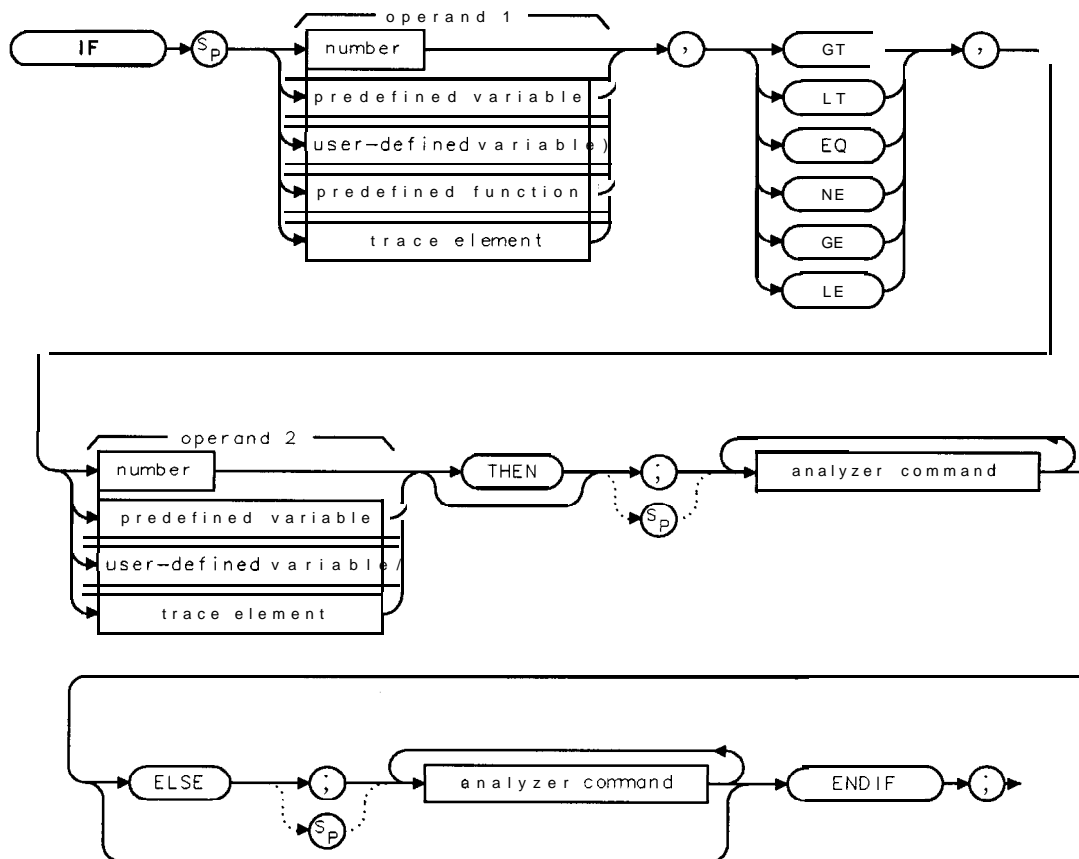 operand 1
IF SP number , GT ,
predefined variable LT
user-defined variable) EQ
predefined function NE
trace element GE
LE
operand 2
number THEN ; analyzer command
predefined variable SP
user-defined variable/
trace element
ELSE ; analyzer command ENDIF ;
SP